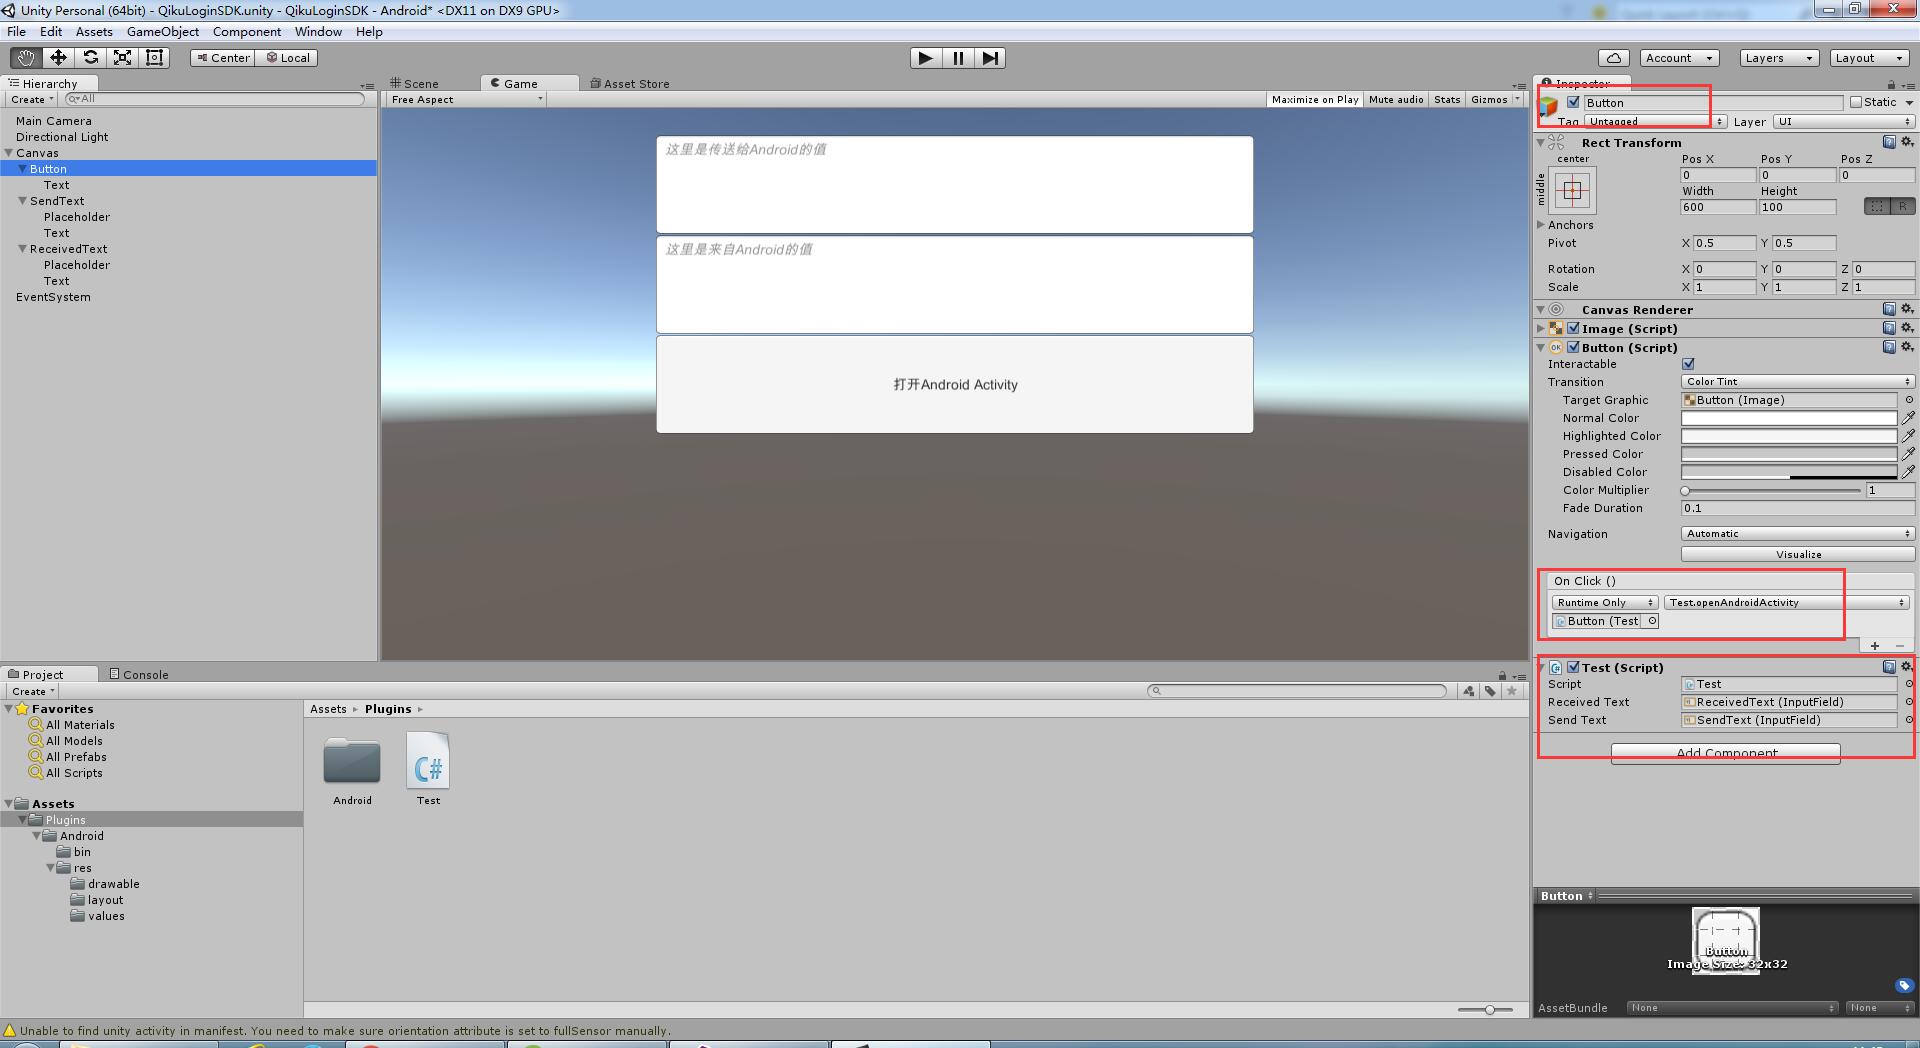 Unity Personal (64bit) - QikuLoginSDK.unity - QikuLoginSDK - Android* <DX11 on DX9 GPU>
File Edit Assets GameObject Component Window Help
Center Local Account Layers Layout
Hierarchy
Create All
Main Camera
Directional Light
Canvas
Button
Text
SendText
Placeholder
Text
ReceivedText
Placeholder
Text
EventSystem
Scene Game Asset Store
Free Aspect Maximize on Play Mute audio Stats Gizmos
这里是传送给Android的值
这里是来自Android的值
打开Android Activity
Inspector
Button Static
Tag Untagged Layer UI
Rect Transform
center Pos X Pos Y Pos Z
middle 0 0 0
Width Height
600 100 R
Anchors
Pivot X 0.5 Y 0.5
Rotation X 0 Y 0 Z 0
Scale X 1 Y 1 Z 1
Canvas Renderer
Image (Script)
OK Button (Script)
Interactable
Transition Color Tint
Target Graphic Button (Image)
Normal Color
Highlighted Color
Pressed Color
Disabled Color
Color Multiplier 1
Fade Duration 0.1
Navigation Automatic
Visualize
On Click ()
Runtime Only Test.openAndroidActivity
Button (Test
+ −
C# Test (Script)
Script Test
Received Text ReceivedText (InputField)
Send Text SendText (InputField)
Add Component
Project Console
Create
Favorites
All Materials
All Models
All Prefabs
All Scripts
Assets
Plugins
Android
bin
res
drawable
layout
values
Assets ▸ Plugins ▸
C#
Android Test
Button
Button
Image Size: 32x32
AssetBundle None None
Unable to find unity activity in manifest. You need to make sure orientation attribute is set to fullSensor manually.